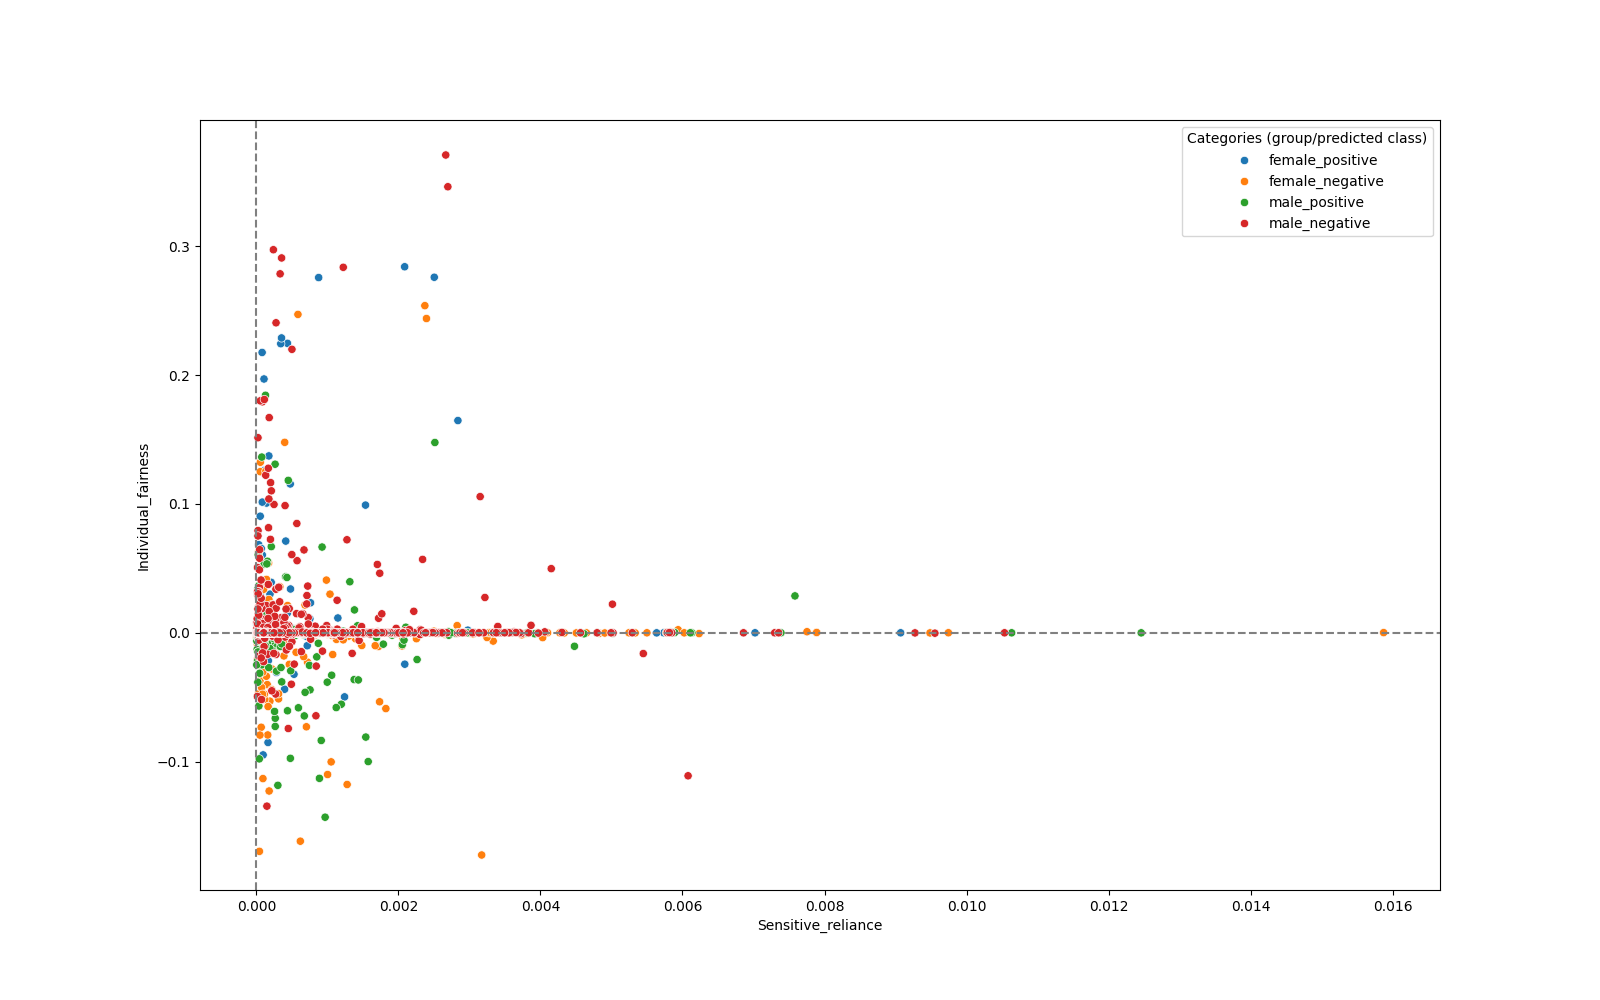 Categories (group/predicted class)
female_positive
female_negative
male_positive
male_negative
0.3
0.2
0.1
0.0
−0.1
Individual_fairness
0.000 0.002 0.004 0.006 0.008 0.010 0.012 0.014 0.016
Sensitive_reliance